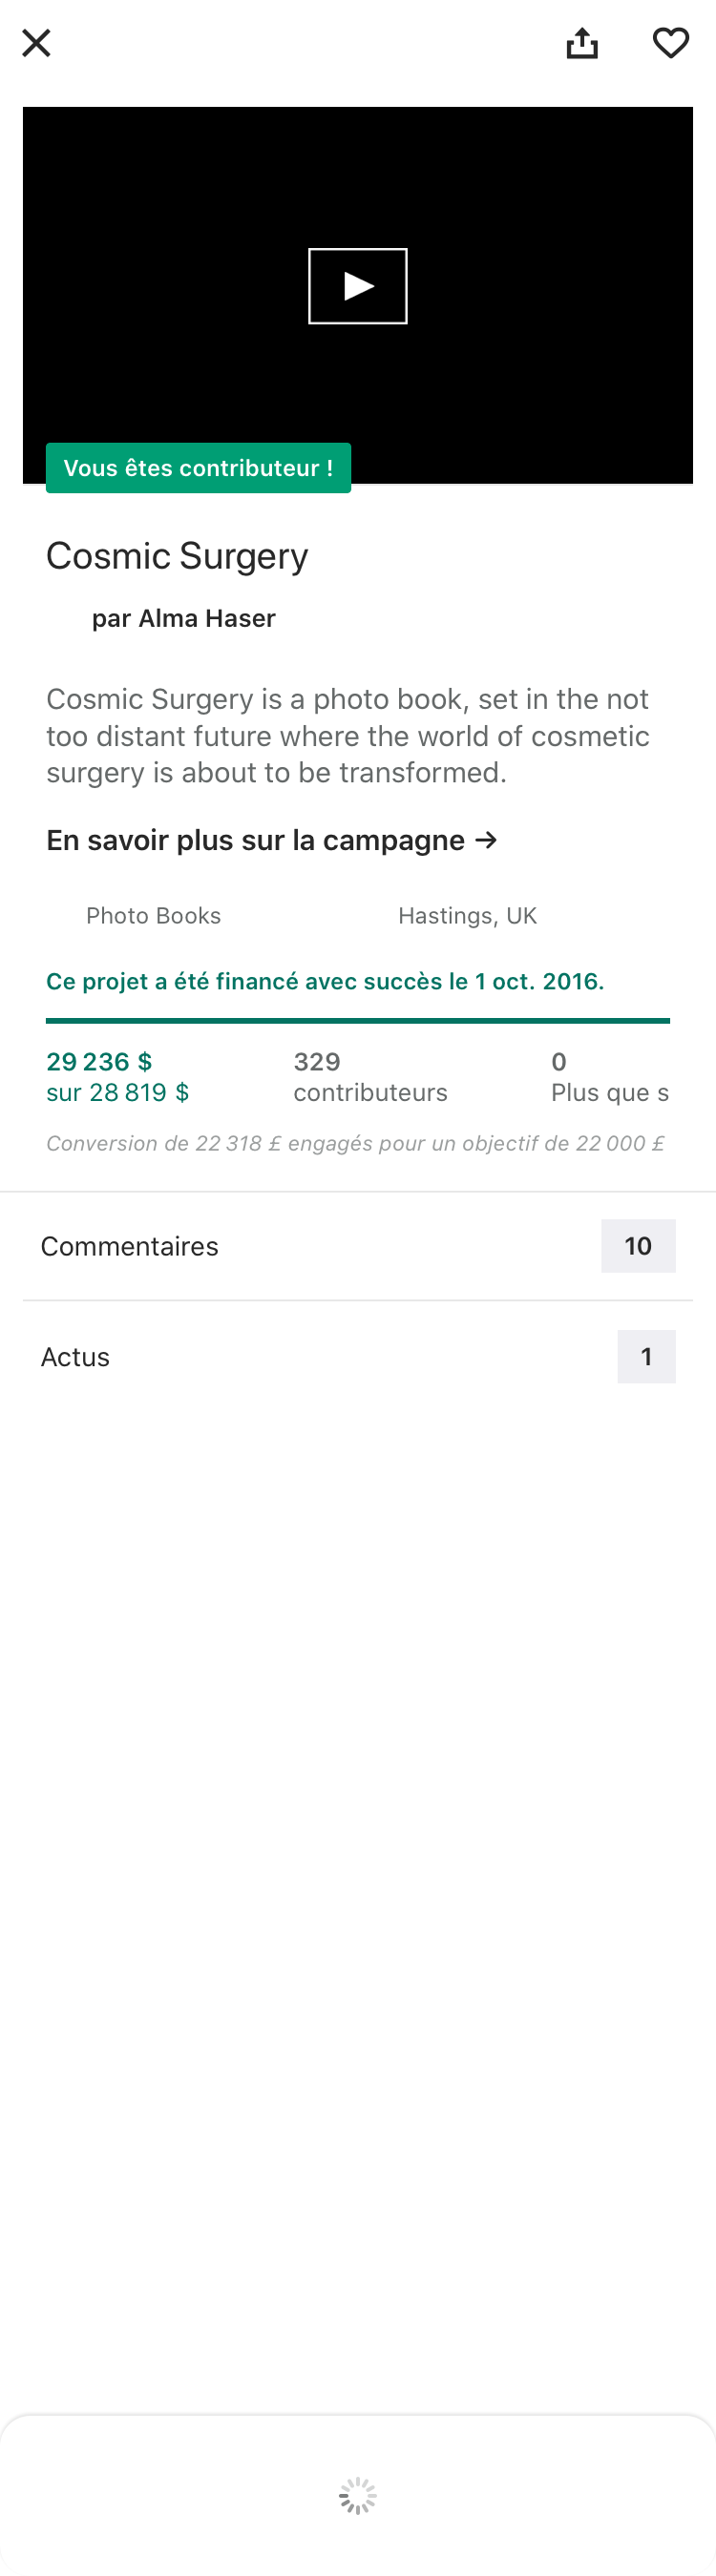 Vous êtes contributeur !
Cosmic Surgery
par Alma Haser
Cosmic Surgery is a photo book, set in the not
too distant future where the world of cosmetic
surgery is about to be transformed.
En savoir plus sur la campagne →
Photo Books
Hastings, UK
Ce projet a été financé avec succès le 1 oct. 2016.
29 236 $
sur 28 819 $
329
contributeurs
0
Plus que s
Conversion de 22 318 £ engagés pour un objectif de 22 000 £
Commentaires
10
Actus
1